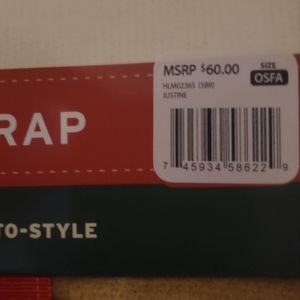 MSRP $60.00
SIZE
OSFA
HLM02365 (SBR)
JUSTINE
7 45934 58622 9
RAP
TO-STYLE